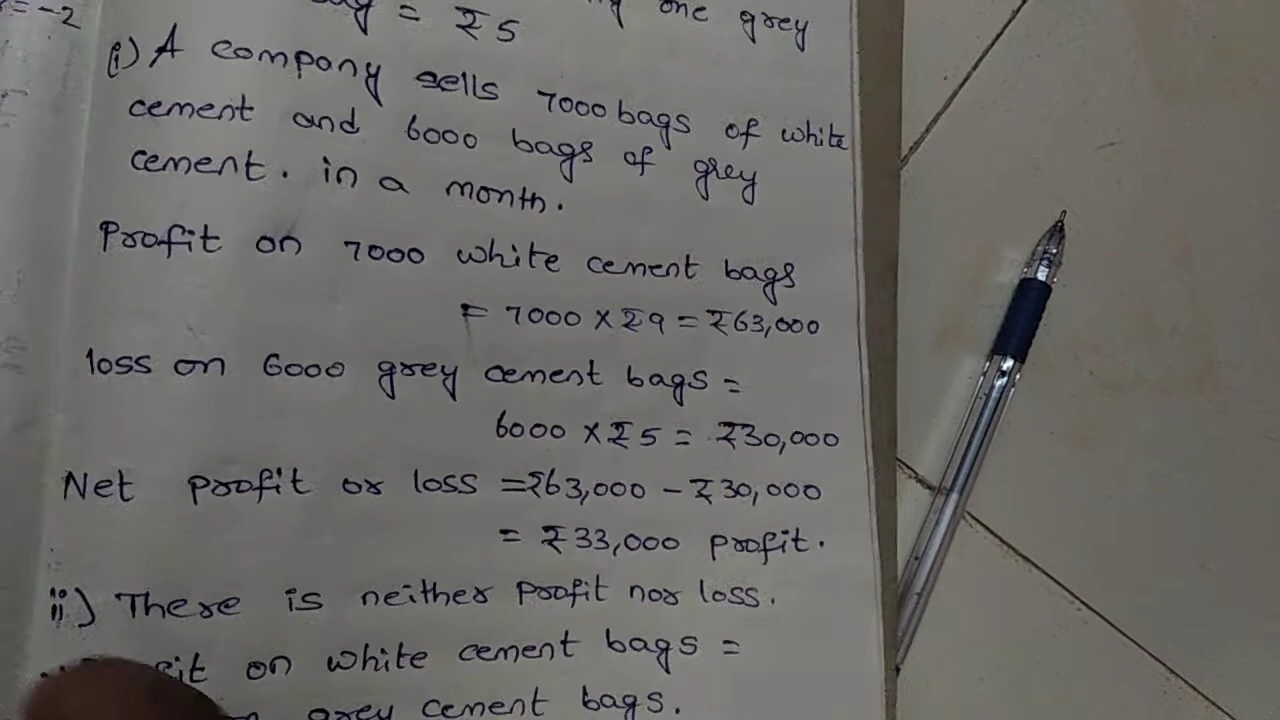 = -2
= ₹5 one grey
(i) A company sells 7000 bags of white
cement and 6000 bags of grey
cement. in a month.
Profit on 7000 white cement bags
= 7000 × ₹9 = ₹63,000
loss on 6000 grey cement bags =
6000 × ₹5 = ₹30,000
Net profit or loss = ₹63,000 - ₹30,000
= ₹33,000 profit.
ii) There is neither profit nor loss.
on white cement bags =
grey cement bags.